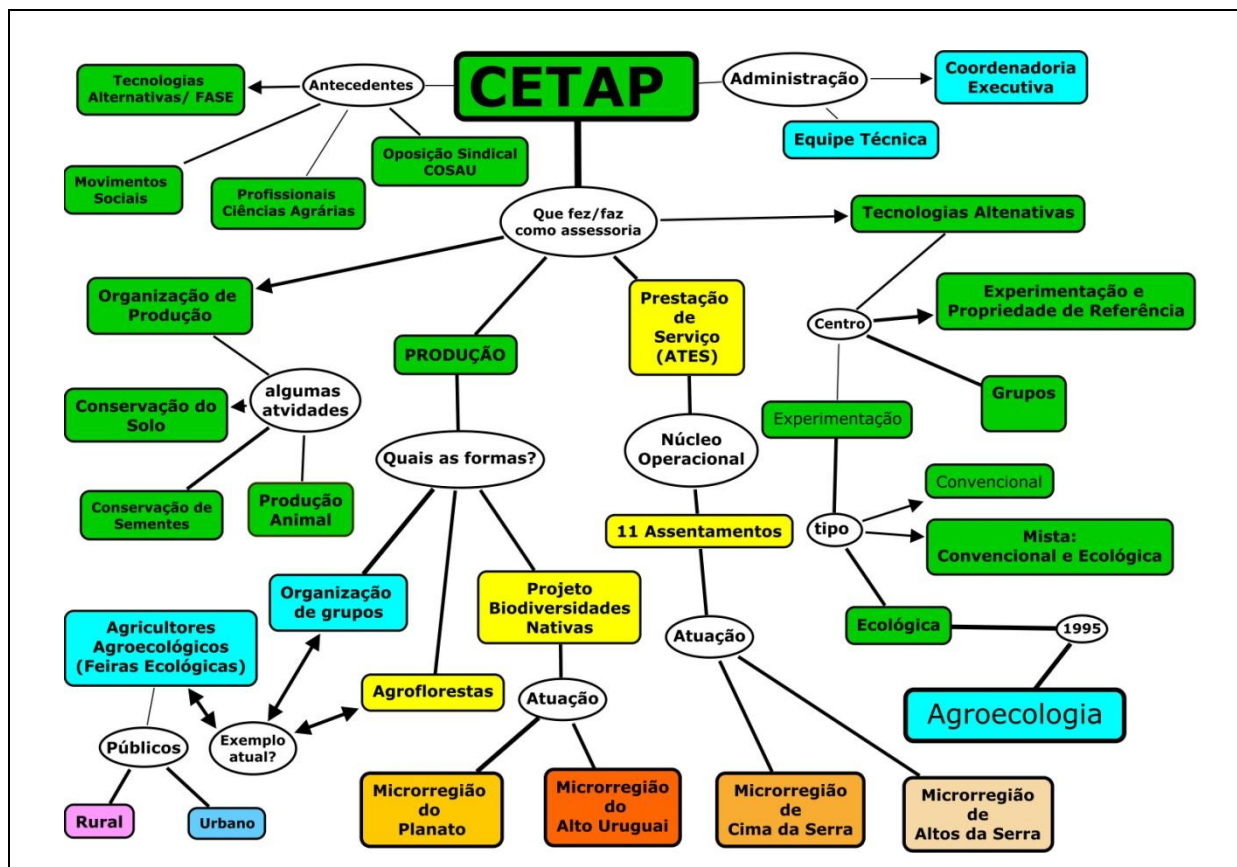 CETAP
Antecedentes
Tecnologias
Alternativas/ FASE
Movimentos
Sociais
Profissionais
Ciências Agrárias
Oposição Sindical
COSAU
Administração
Coordenadoria
Executiva
Equipe Técnica
Que fez/faz
como assessoria
Organização de
Produção
algumas
atvidades
Conservação do
Solo
Conservação de
Sementes
Produção
Animal
PRODUÇÃO
Quais as formas?
Organização
de grupos
Agroflorestas
Exemplo
atual?
Agricultores
Agroecológicos
(Feiras Ecológicas)
Públicos
Rural
Urbano
Projeto
Biodiversidades
Nativas
Atuação
Microrregião
do
Planato
Microrregião
do
Alto Uruguai
Prestação
de
Serviço
(ATES)
Núcleo
Operacional
11 Assentamentos
Atuação
Microrregião
de
Cima da Serra
Microrregião
de
Altos da Serra
Tecnologias Altenativas
Centro
Experimentação e
Propriedade de Referência
Grupos
Experimentação
tipo
Convencional
Mista:
Convencional e Ecológica
Ecológica
1995
Agroecologia